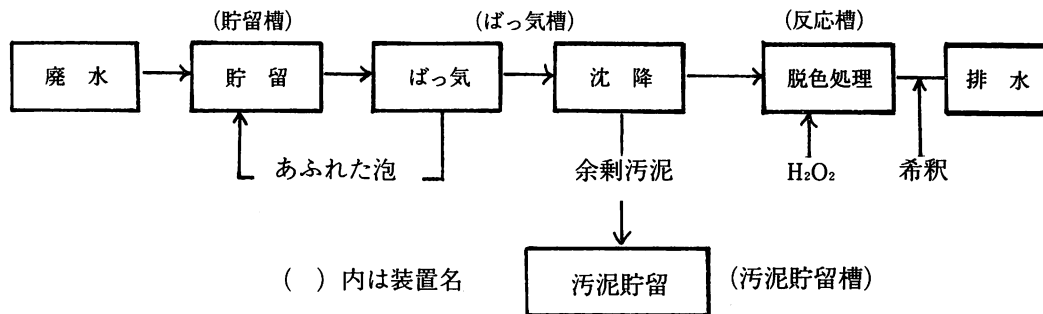 (貯留槽) (ばっ気槽) (反応槽)
廃 水 貯 留 ばっ気 沈 降 脱色処理 排 水
あふれた泡 余剰汚泥 H₂O₂ 希釈
( )内は装置名 汚泥貯留 (汚泥貯留槽)